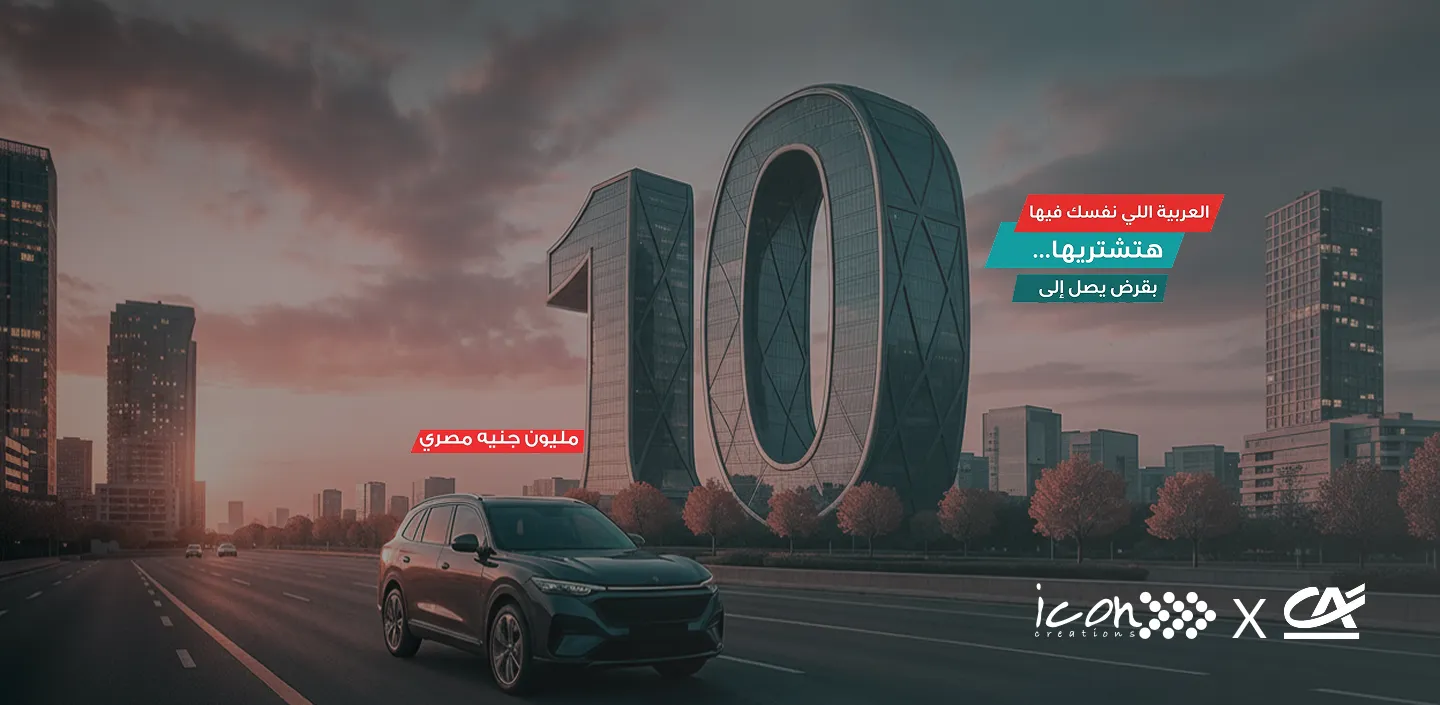 العربية اللي نفسك فيها
هتشتريها...
بقرض يصل إلى
10
مليون جنيه مصري
icon
creations
X
CA